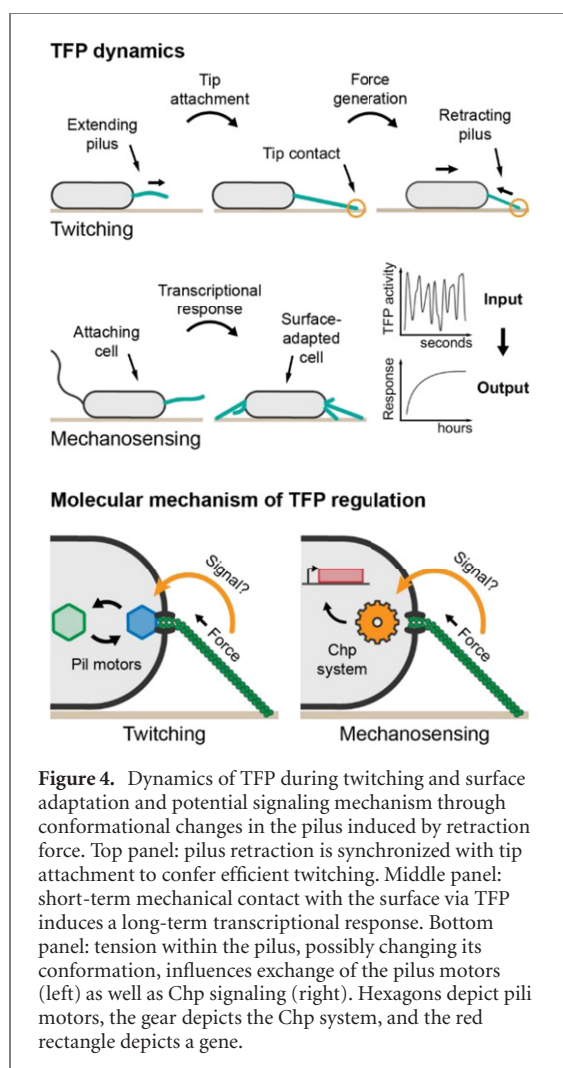 TFP dynamics
Tip
attachment
Force
generation
Extending
pilus
Tip contact
Retracting
pilus
Twitching
Transcriptional
response
Attaching
cell
Surface-
adapted
cell
Mechanosensing
TFP activity
seconds
Input
Response
hours
Output
Molecular mechanism of TFP regulation
Signal?
Force
Pil motors
Twitching
Signal?
Force
Chp
system
Mechanosensing
Figure 4. Dynamics of TFP during twitching and surface
adaptation and potential signaling mechanism through
conformational changes in the pilus induced by retraction
force. Top panel: pilus retraction is synchronized with tip
attachment to confer efficient twitching. Middle panel:
short-term mechanical contact with the surface via TFP
induces a long-term transcriptional response. Bottom
panel: tension within the pilus, possibly changing its
conformation, influences exchange of the pilus motors
(left) as well as Chp signaling (right). Hexagons depict pili
motors, the gear depicts the Chp system, and the red
rectangle depicts a gene.